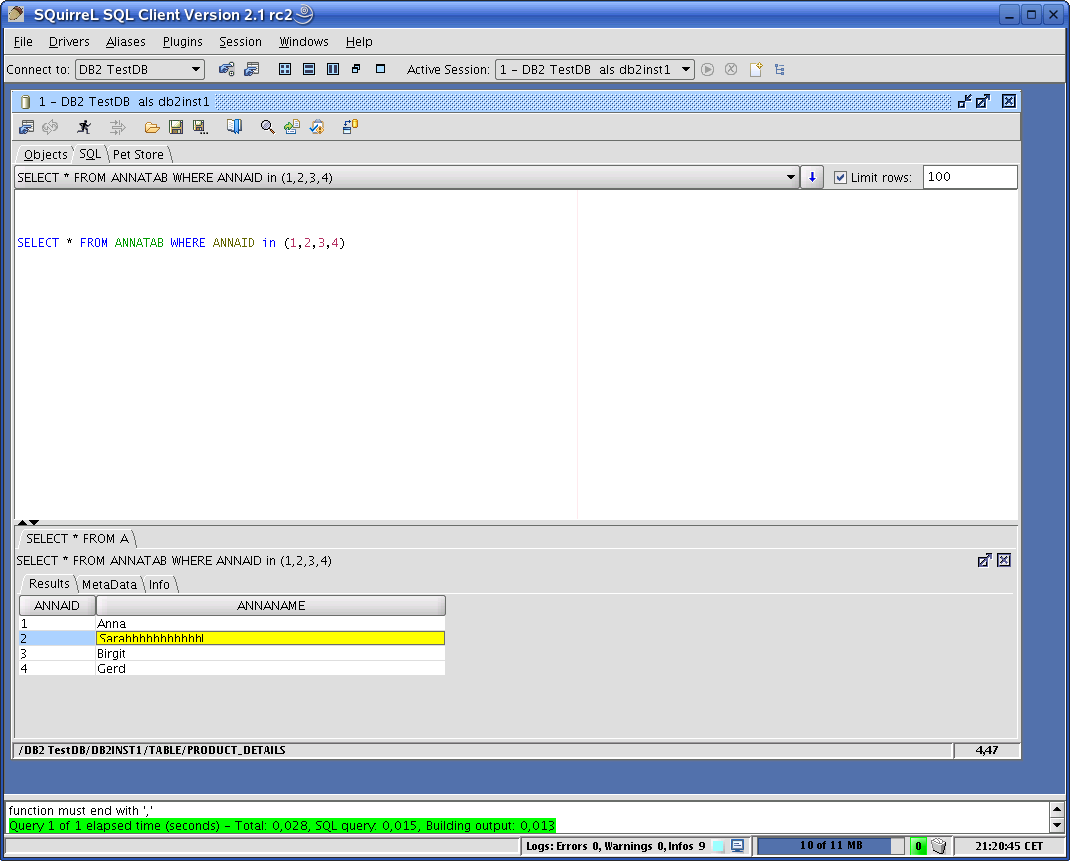 SQuirreL SQL Client Version 2.1 rc2
File Drivers Aliases Plugins Session Windows Help
Connect to: DB2 TestDB Active Session: 1 - DB2 TestDB als db2inst1
1 - DB2 TestDB als db2inst1
Objects SQL Pet Store
SELECT * FROM ANNATAB WHERE ANNAID in (1,2,3,4) Limit rows: 100
SELECT * FROM ANNATAB WHERE ANNAID in (1,2,3,4)
SELECT * FROM A
SELECT * FROM ANNATAB WHERE ANNAID in (1,2,3,4)
Results MetaData Info
ANNAID ANNANAME
1 Anna
2 Sarahhhhhhhhhhhl
3 Birgit
4 Gerd
/DB2 TestDB/DB2INST1/TABLE/PRODUCT_DETAILS 4,47
function must end with ','
Query 1 of 1 elapsed time (seconds) - Total: 0,028, SQL query: 0,015, Building output: 0,013
Logs: Errors 0, Warnings 0, Infos 9 10 of 11 MB 0 21:20:45 CET